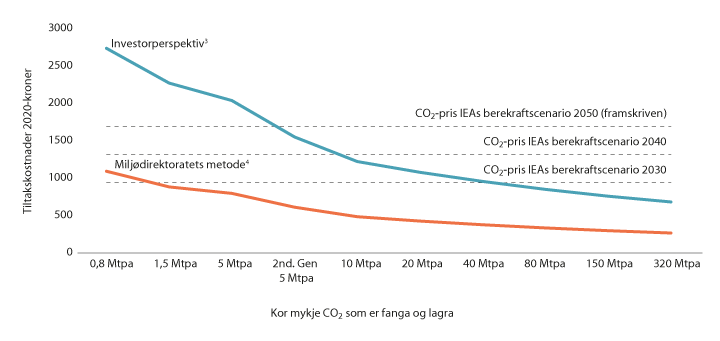 3000
2500
2000
1500
1000
500
0
Tiltakskostnader 2020-kroner
Investorperspektiv³
CO₂-pris IEAs berekraftscenario 2050 (framskriven)
CO₂-pris IEAs berekraftscenario 2040
Miljødirektoratets metode⁴
CO₂-pris IEAs berekraftscenario 2030
0,8 Mtpa
1,5 Mtpa
5 Mtpa
2nd. Gen
5 Mtpa
10 Mtpa
20 Mtpa
40 Mtpa
80 Mtpa
150 Mtpa
320 Mtpa
Kor mykje CO₂ som er fanga og lagra